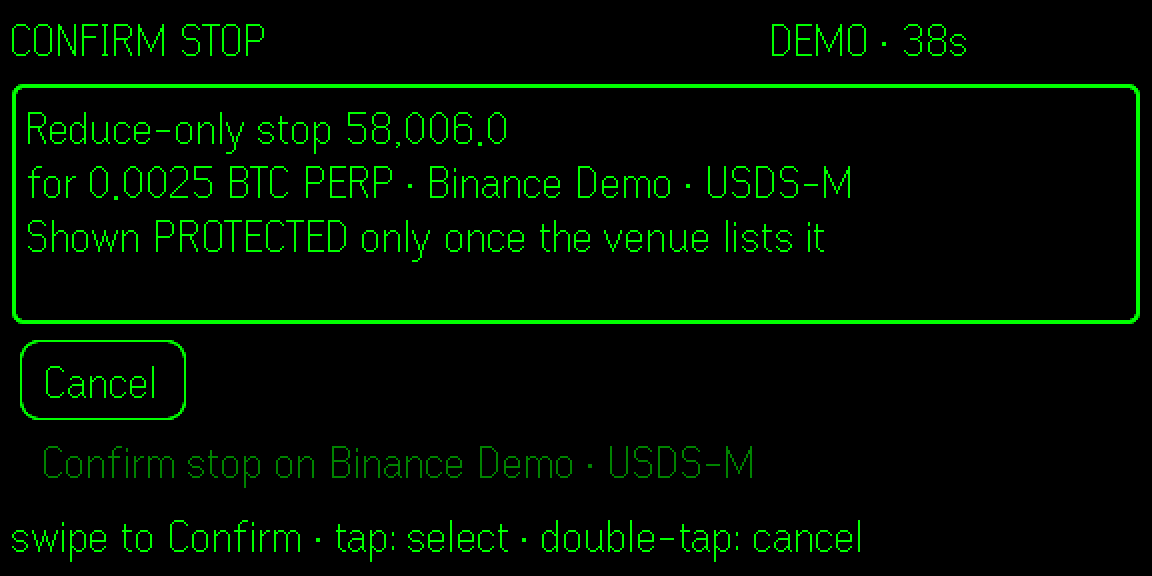 CONFIRM STOP DEMO · 38s
Reduce-only stop 58,006.0
for 0.0025 BTC PERP · Binance Demo · USDS-M
Shown PROTECTED only once the venue lists it
Cancel
Confirm stop on Binance Demo · USDS-M
swipe to Confirm · tap: select · double-tap: cancel